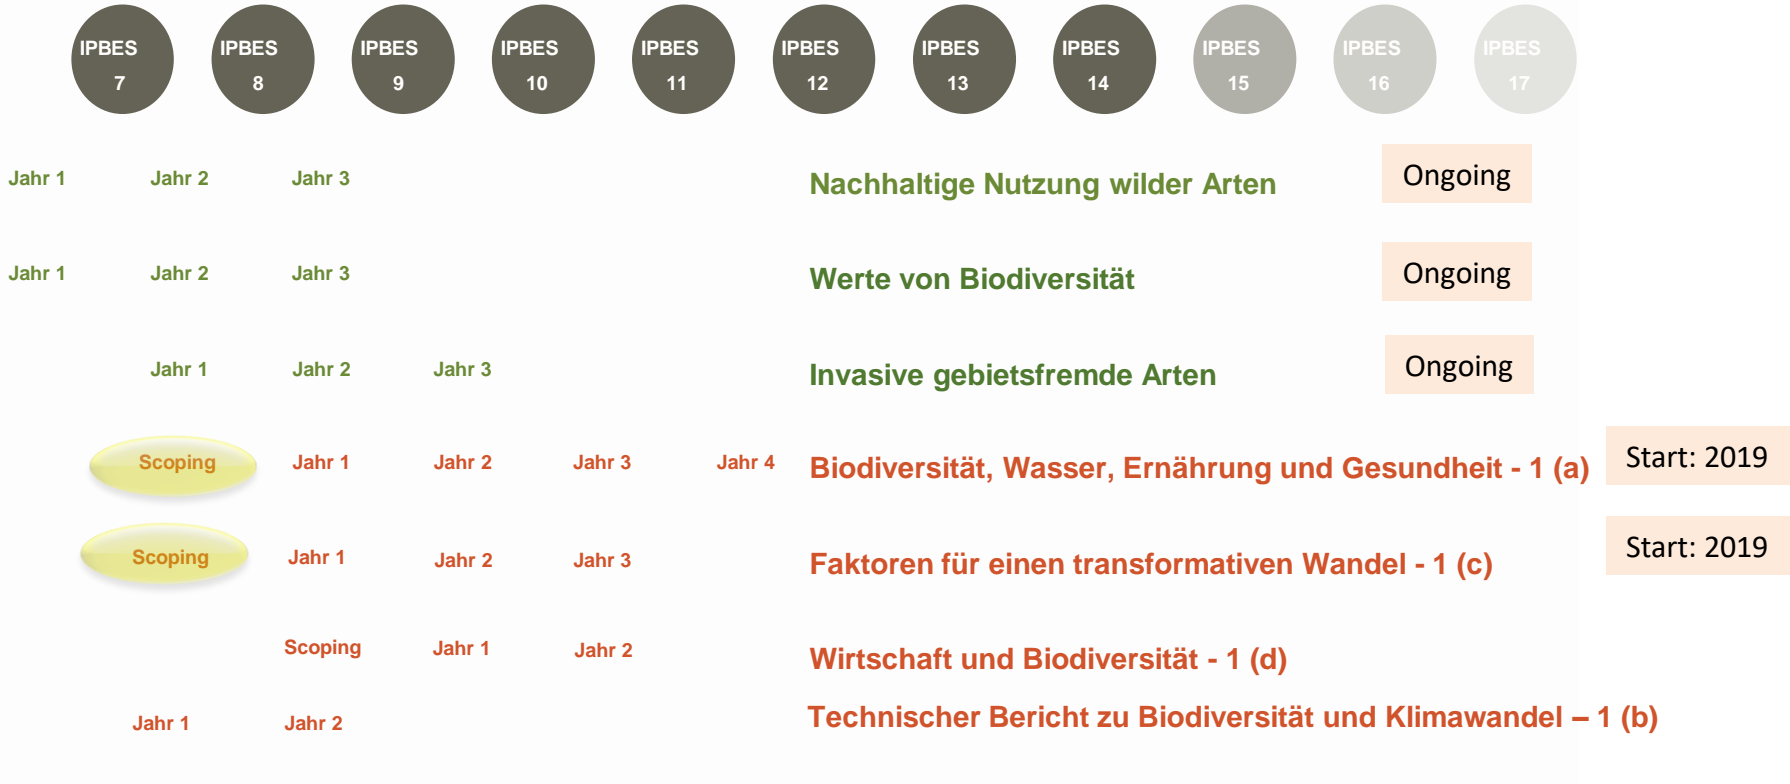 IPBES 7
IPBES 8
IPBES 9
IPBES 10
IPBES 11
IPBES 12
IPBES 13
IPBES 14
IPBES 15
IPBES 16
IPBES 17
Jahr 1 Jahr 2 Jahr 3 Nachhaltige Nutzung wilder Arten Ongoing
Jahr 1 Jahr 2 Jahr 3 Werte von Biodiversität Ongoing
Jahr 1 Jahr 2 Jahr 3 Invasive gebietsfremde Arten Ongoing
Scoping Jahr 1 Jahr 2 Jahr 3 Jahr 4 Biodiversität, Wasser, Ernährung und Gesundheit - 1 (a) Start: 2019
Scoping Jahr 1 Jahr 2 Jahr 3 Faktoren für einen transformativen Wandel - 1 (c) Start: 2019
Scoping Jahr 1 Jahr 2 Wirtschaft und Biodiversität - 1 (d)
Jahr 1 Jahr 2 Technischer Bericht zu Biodiversität und Klimawandel – 1 (b)